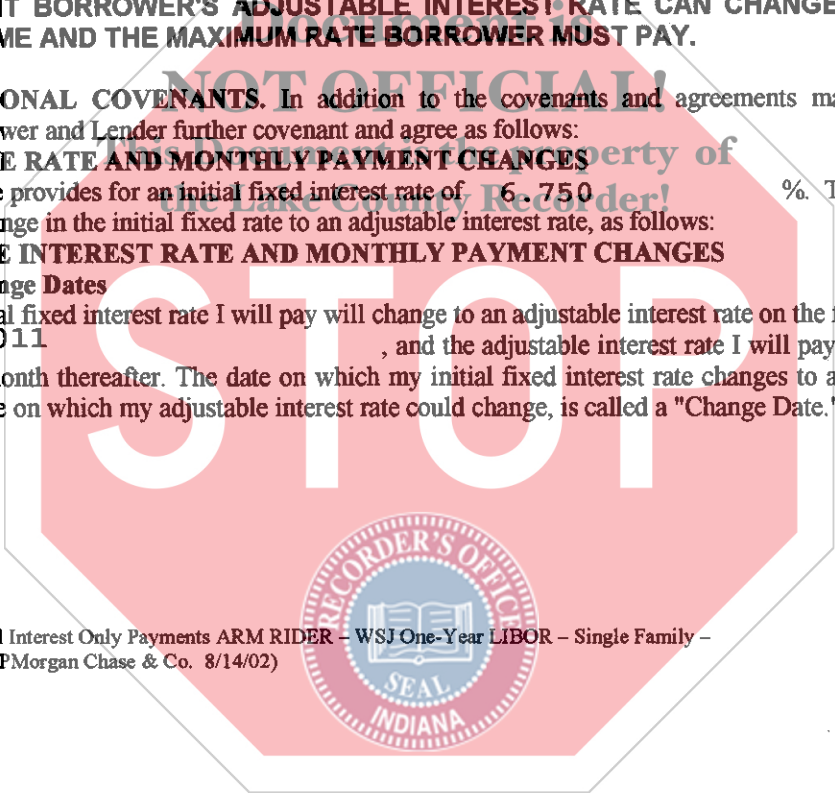 T BORROWER'S ADJUSTABLE INTEREST RATE CAN CHANGE
ME AND THE MAXIMUM RATE BORROWER MUST PAY.
Document is
NOT OFFICIAL!
This Document is the property of
the Lake County Recorder!
ONAL COVENANTS. In addition to the covenants and agreements ma
wer and Lender further covenant and agree as follows:
E RATE AND MONTHLY PAYMENT CHANGES
e provides for an initial fixed interest rate of 6.750 %. T
nge in the initial fixed rate to an adjustable interest rate, as follows:
E INTEREST RATE AND MONTHLY PAYMENT CHANGES
nge Dates
al fixed interest rate I will pay will change to an adjustable interest rate on the
011 , and the adjustable interest rate I will pay
onth thereafter. The date on which my initial fixed interest rate changes to a
e on which my adjustable interest rate could change, is called a "Change Date."
STOP
RECORDER'S OFFICE
SEAL
INDIANA
Interest Only Payments ARM RIDER – WSJ One-Year LIBOR – Single Family –
PMorgan Chase & Co. 8/14/02)